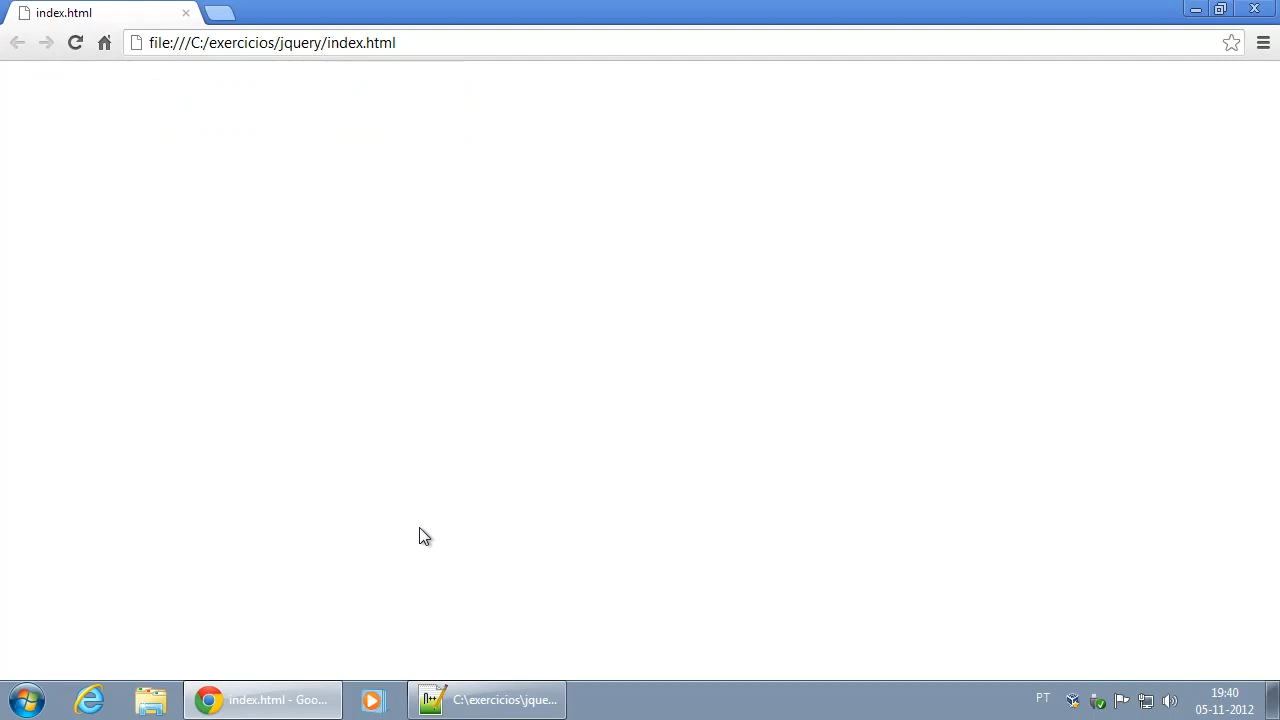 index.html
file:///C:/exercicios/jquery/index.html
index.html - Goo...
C:\exercicios\jque...
PT
19:40
05-11-2012